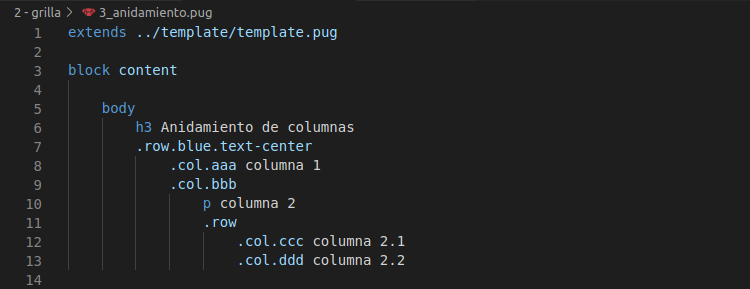 2 - grilla > 3_anidamiento.pug
1 extends ../template/template.pug
2
3 block content
4
5 body
6 h3 Anidamiento de columnas
7 .row.blue.text-center
8 .col.aaa columna 1
9 .col.bbb
10 p columna 2
11 .row
12 .col.ccc columna 2.1
13 .col.ddd columna 2.2
14